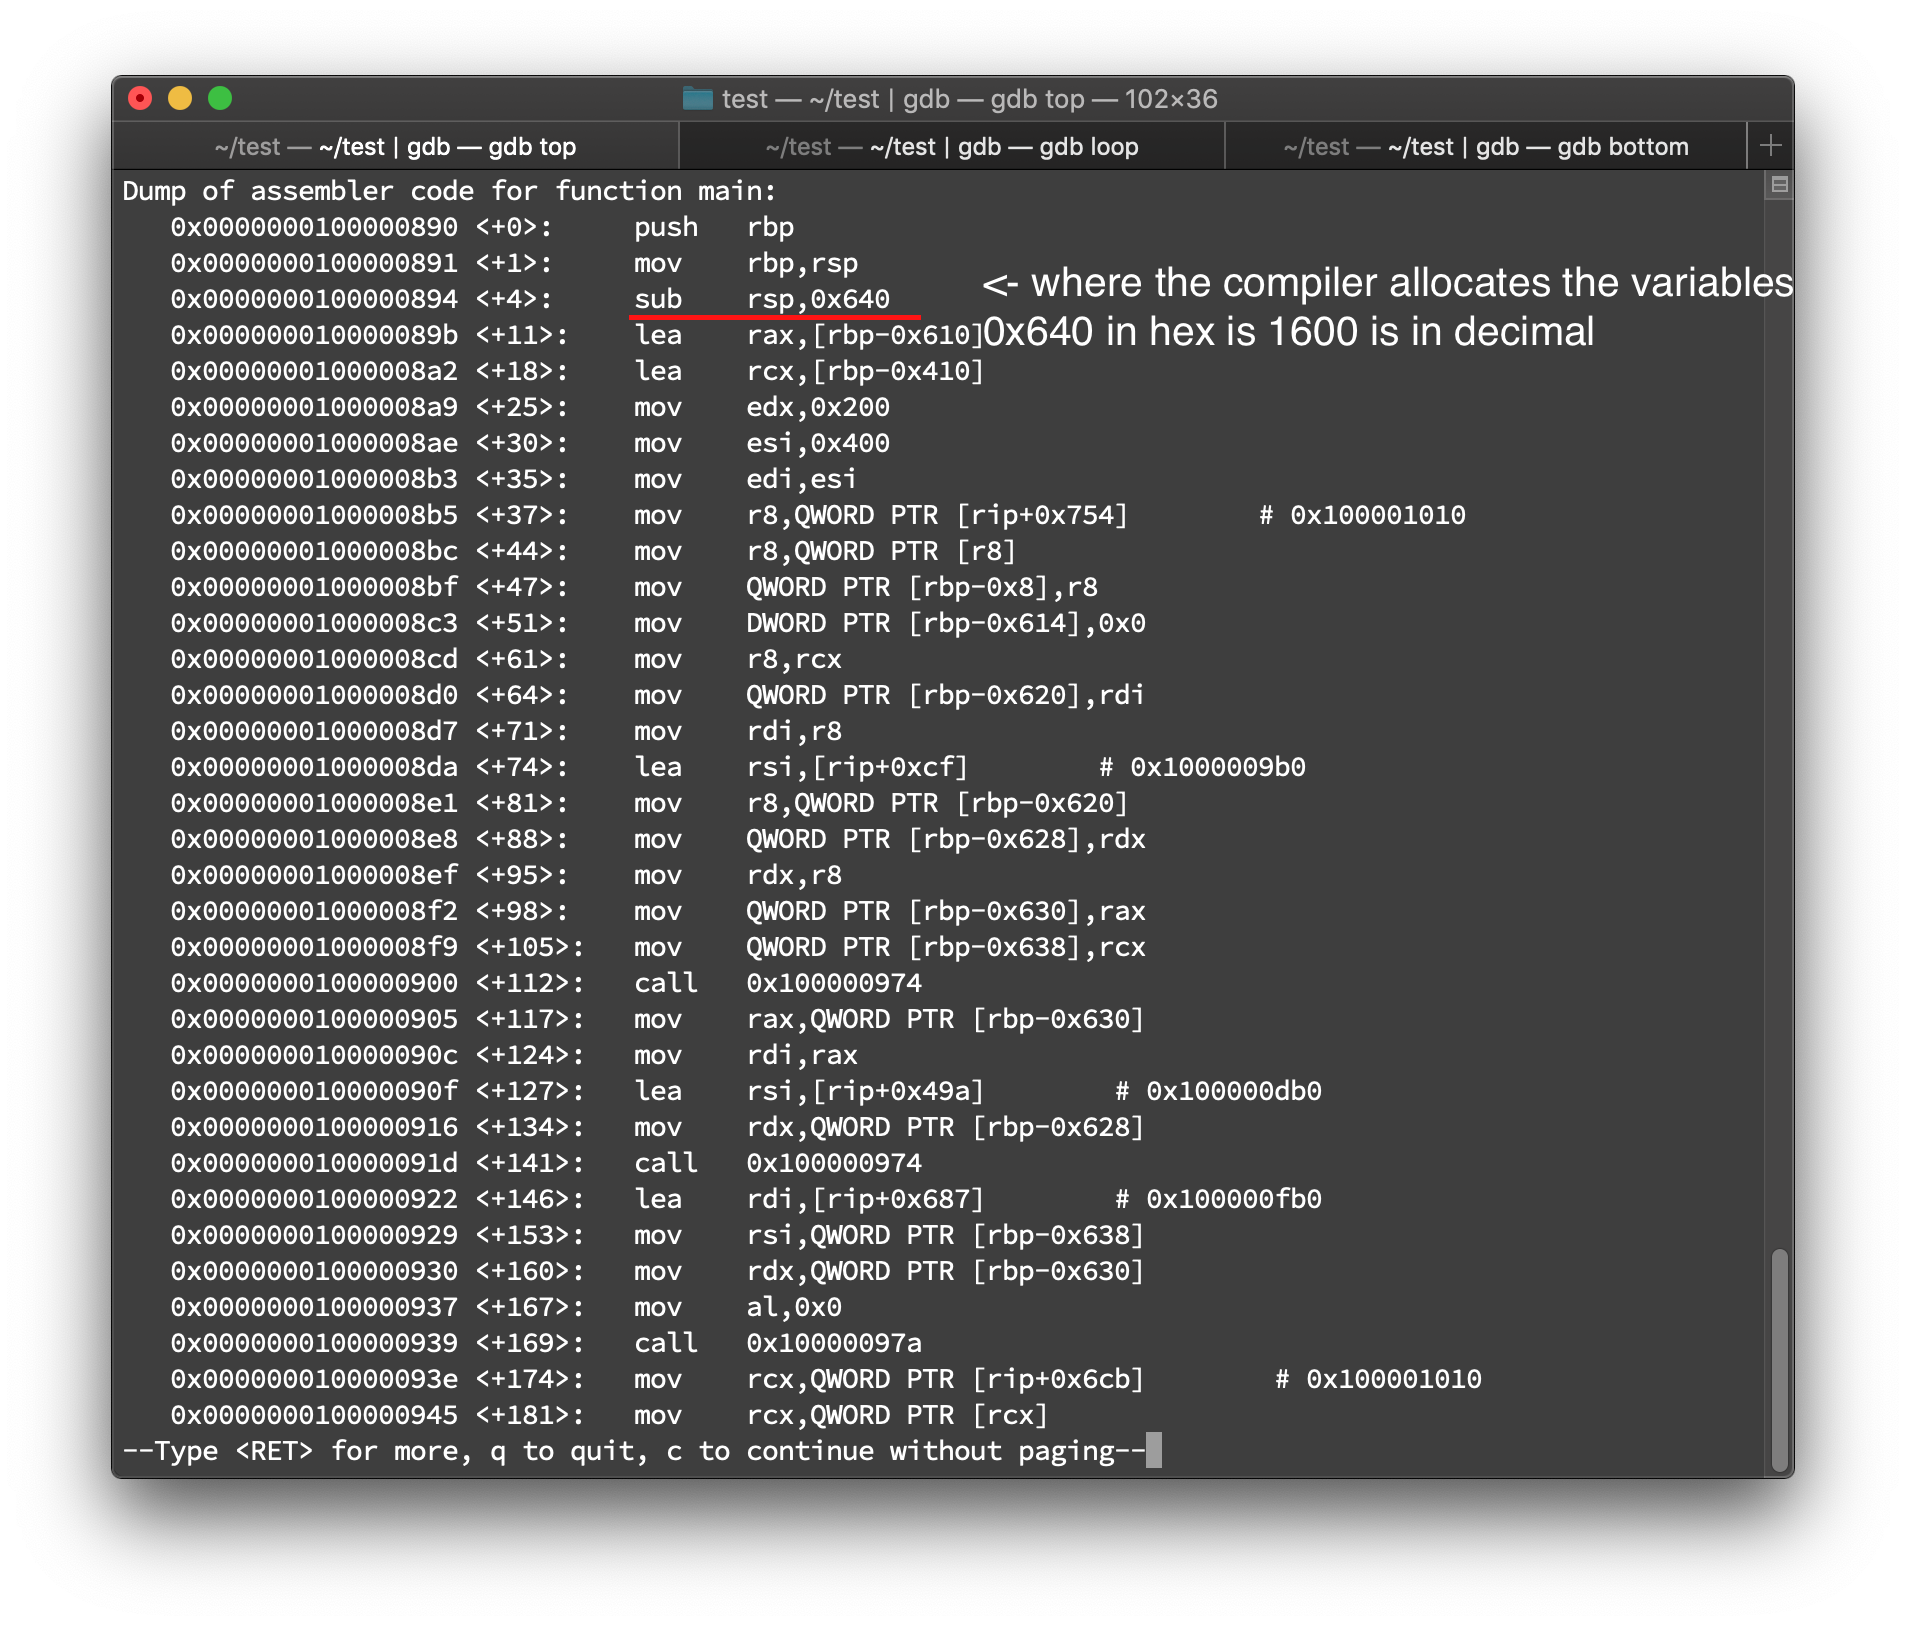 test — ~/test | gdb — gdb top — 102×36
~/test — ~/test | gdb — gdb top
~/test — ~/test | gdb — gdb loop
~/test — ~/test | gdb — gdb bottom
Dump of assembler code for function main:
0x0000000100000890 <+0>: push rbp
0x0000000100000891 <+1>: mov rbp,rsp
0x0000000100000894 <+4>: sub rsp,0x640
<- where the compiler allocates the variables
0x640 in hex is 1600 is in decimal
0x000000010000089b <+11>: lea rax,[rbp-0x610]
0x00000001000008a2 <+18>: lea rcx,[rbp-0x410]
0x00000001000008a9 <+25>: mov edx,0x200
0x00000001000008ae <+30>: mov esi,0x400
0x00000001000008b3 <+35>: mov edi,esi
0x00000001000008b5 <+37>: mov r8,QWORD PTR [rip+0x754] # 0x100001010
0x00000001000008bc <+44>: mov r8,QWORD PTR [r8]
0x00000001000008bf <+47>: mov QWORD PTR [rbp-0x8],r8
0x00000001000008c3 <+51>: mov DWORD PTR [rbp-0x614],0x0
0x00000001000008cd <+61>: mov r8,rcx
0x00000001000008d0 <+64>: mov QWORD PTR [rbp-0x620],rdi
0x00000001000008d7 <+71>: mov rdi,r8
0x00000001000008da <+74>: lea rsi,[rip+0xcf] # 0x1000009b0
0x00000001000008e1 <+81>: mov r8,QWORD PTR [rbp-0x620]
0x00000001000008e8 <+88>: mov QWORD PTR [rbp-0x628],rdx
0x00000001000008ef <+95>: mov rdx,r8
0x00000001000008f2 <+98>: mov QWORD PTR [rbp-0x630],rax
0x00000001000008f9 <+105>: mov QWORD PTR [rbp-0x638],rcx
0x0000000100000900 <+112>: call 0x100000974
0x0000000100000905 <+117>: mov rax,QWORD PTR [rbp-0x630]
0x000000010000090c <+124>: mov rdi,rax
0x000000010000090f <+127>: lea rsi,[rip+0x49a] # 0x100000db0
0x0000000100000916 <+134>: mov rdx,QWORD PTR [rbp-0x628]
0x000000010000091d <+141>: call 0x100000974
0x0000000100000922 <+146>: lea rdi,[rip+0x687] # 0x100000fb0
0x0000000100000929 <+153>: mov rsi,QWORD PTR [rbp-0x638]
0x0000000100000930 <+160>: mov rdx,QWORD PTR [rbp-0x630]
0x0000000100000937 <+167>: mov al,0x0
0x0000000100000939 <+169>: call 0x10000097a
0x000000010000093e <+174>: mov rcx,QWORD PTR [rip+0x6cb] # 0x100001010
0x0000000100000945 <+181>: mov rcx,QWORD PTR [rcx]
--Type <RET> for more, q to quit, c to continue without paging--